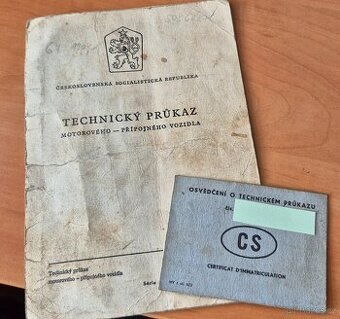 ČESKOSLOVENSKÁ SOCIALISTICKÁ REPUBLIKA
TECHNICKÝ PRŮKAZ
MOTOROVÉHO — PŘÍPOJNÉHO VOZIDLA
Technický průkaz
motorového - přípojného vozidla
Série
OSVĚDČENÍ O TECHNICKÉM PRŮKAZU
CS
CERTIFICAT D'IMMATRICULATION